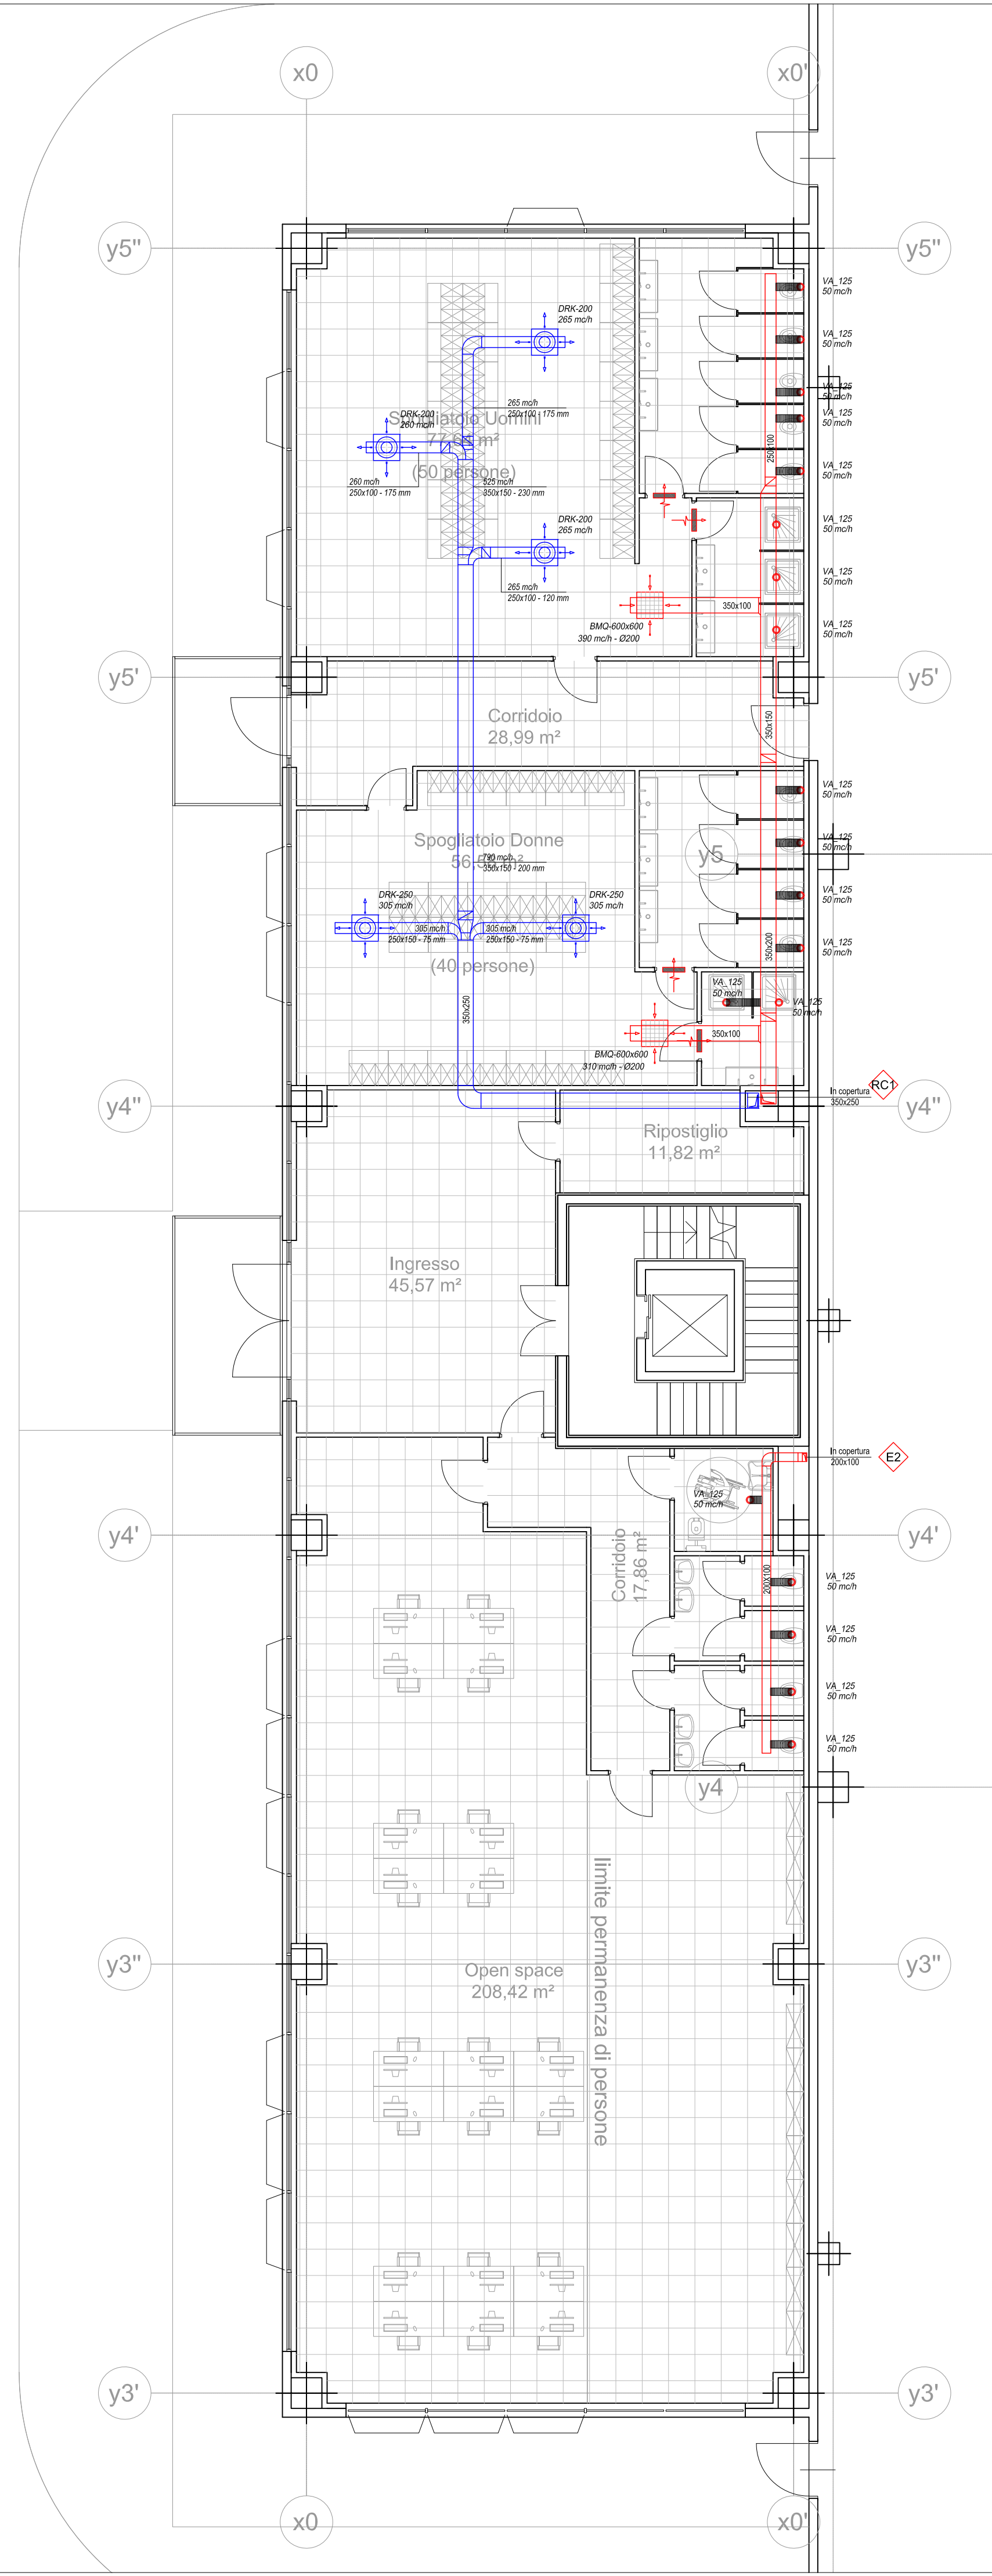 x0
x0'
y5"
y5"
VA_125
50 mc/h
DRK-200
265 mc/h
VA_125
50 mc/h
VA_125
50 mc/h
265 mc/h
250x100 - 175 mm
DRK-200
260 mc/h
Spogliatoio Uomini
m²
(50 persone)
VA_125
50 mc/h
250x100
VA_125
50 mc/h
260 mc/h
250x100 - 175 mm
525 mc/h
350x150 - 230 mm
DRK-200
265 mc/h
VA_125
50 mc/h
VA_125
50 mc/h
265 mc/h
250x100 - 120 mm
350x100
BMQ-600x600
390 mc/h - Ø200
VA_125
50 mc/h
y5'
y5'
Corridoio
28,99 m²
350x150
VA_125
50 mc/h
Spogliatoio Donne
790 mc/h
350x150 - 200 mm
y5
VA_125
50 mc/h
DRK-250
305 mc/h
DRK-250
305 mc/h
VA_125
50 mc/h
305 mc/h
250x150 - 75 mm
305 mc/h
250x150 - 75 mm
(40 persone)
350x200
VA_125
50 mc/h
350x250
VA_125
50 mc/h
VA_125
50 mc/h
350x100
BMQ-600x600
310 mc/h - Ø200
In copertura
350x250
RC1
y4"
y4"
Ripostiglio
11,82 m²
Ingresso
45,57 m²
In copertura
200x100
E2
VA_125
50 mc/h
y4'
y4'
Corridoio
17,86 m²
200X100
VA_125
50 mc/h
VA_125
50 mc/h
VA_125
50 mc/h
VA_125
50 mc/h
y4
limite permanenza di persone
y3"
y3"
Open space
208,42 m²
y3'
y3'
x0
x0'